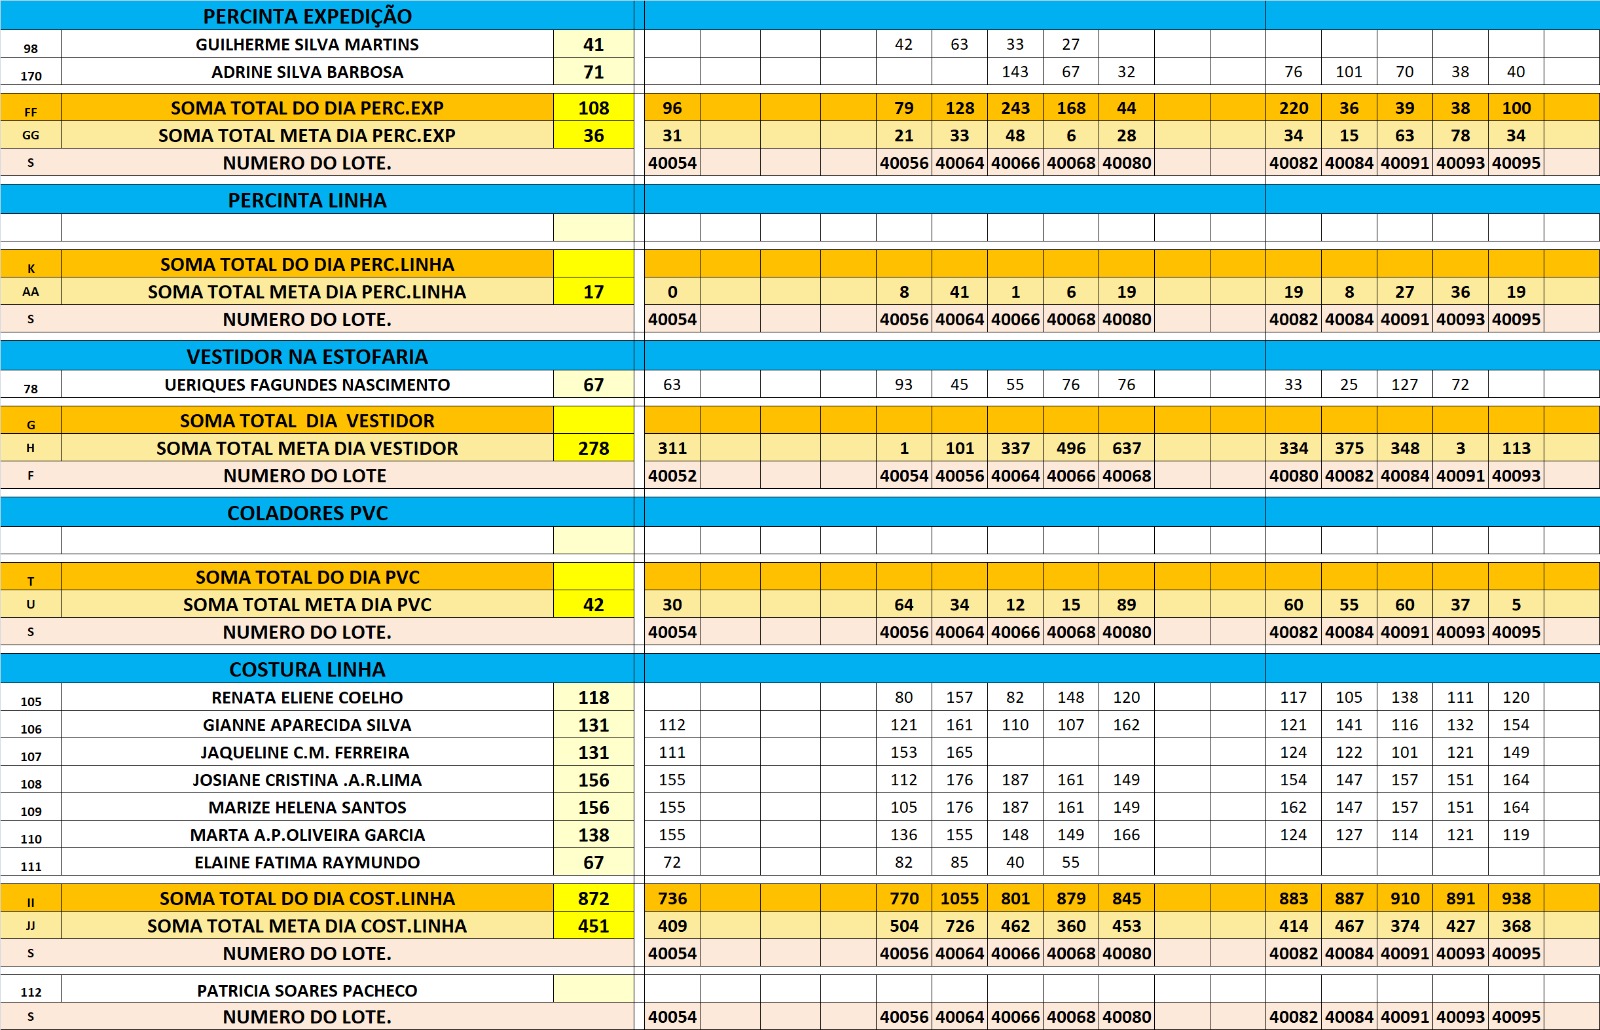 PERCINTA EXPEDIÇÃO
98 GUILHERME SILVA MARTINS 41 42 63 33 27
170 ADRINE SILVA BARBOSA 71 143 67 32 76 101 70 38 40
FF SOMA TOTAL DO DIA PERC.EXP 108 96 79 128 243 168 44 220 36 39 38 100
GG SOMA TOTAL META DIA PERC.EXP 36 31 21 33 48 6 28 34 15 63 78 34
S NUMERO DO LOTE. 40054 40056 40064 40066 40068 40080 40082 40084 40091 40093 40095
PERCINTA LINHA
K SOMA TOTAL DO DIA PERC.LINHA
AA SOMA TOTAL META DIA PERC.LINHA 17 0 8 41 1 6 19 19 8 27 36 19
S NUMERO DO LOTE. 40054 40056 40064 40066 40068 40080 40082 40084 40091 40093 40095
VESTIDOR NA ESTOFARIA
78 UERIQUES FAGUNDES NASCIMENTO 67 63 93 45 55 76 76 33 25 127 72
G SOMA TOTAL DIA VESTIDOR
H SOMA TOTAL META DIA VESTIDOR 278 311 1 101 337 496 637 334 375 348 3 113
F NUMERO DO LOTE 40052 40054 40056 40064 40066 40068 40080 40082 40084 40091 40093
COLADORES PVC
T SOMA TOTAL DO DIA PVC
U SOMA TOTAL META DIA PVC 42 30 64 34 12 15 89 60 55 60 37 5
S NUMERO DO LOTE. 40054 40056 40064 40066 40068 40080 40082 40084 40091 40093 40095
COSTURA LINHA
105 RENATA ELIENE COELHO 118 80 157 82 148 120 117 105 138 111 120
106 GIANNE APARECIDA SILVA 131 112 121 161 110 107 162 121 141 116 132 154
107 JAQUELINE C.M. FERREIRA 131 111 153 165 124 122 101 121 149
108 JOSIANE CRISTINA .A.R.LIMA 156 155 112 176 187 161 149 154 147 157 151 164
109 MARIZE HELENA SANTOS 156 155 105 176 187 161 149 162 147 157 151 164
110 MARTA A.P.OLIVEIRA GARCIA 138 155 136 155 148 149 166 124 127 114 121 119
111 ELAINE FATIMA RAYMUNDO 67 72 82 85 40 55
II SOMA TOTAL DO DIA COST.LINHA 872 736 770 1055 801 879 845 883 887 910 891 938
JJ SOMA TOTAL META DIA COST.LINHA 451 409 504 726 462 360 453 414 467 374 427 368
S NUMERO DO LOTE. 40054 40056 40064 40066 40068 40080 40082 40084 40091 40093 40095
112 PATRICIA SOARES PACHECO
S NUMERO DO LOTE. 40054 40056 40064 40066 40068 40080 40082 40084 40091 40093 40095